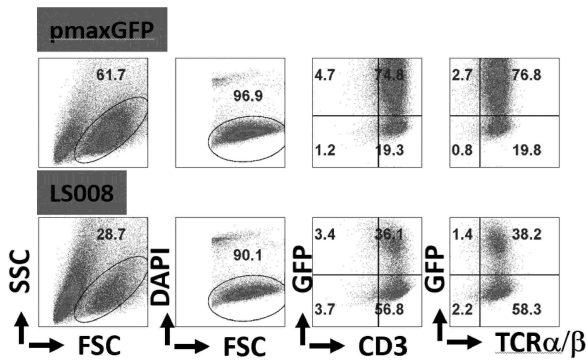 pmaxGFP
61.7
96.9
4.7 74.8
1.2 19.3
2.7 76.8
0.8 19.8
LS008
28.7
90.1
3.4 36.1
3.7 56.8
1.4 38.2
2.2 58.3
SSC
FSC
DAPI
FSC
GFP
CD3
GFP
TCRα/β